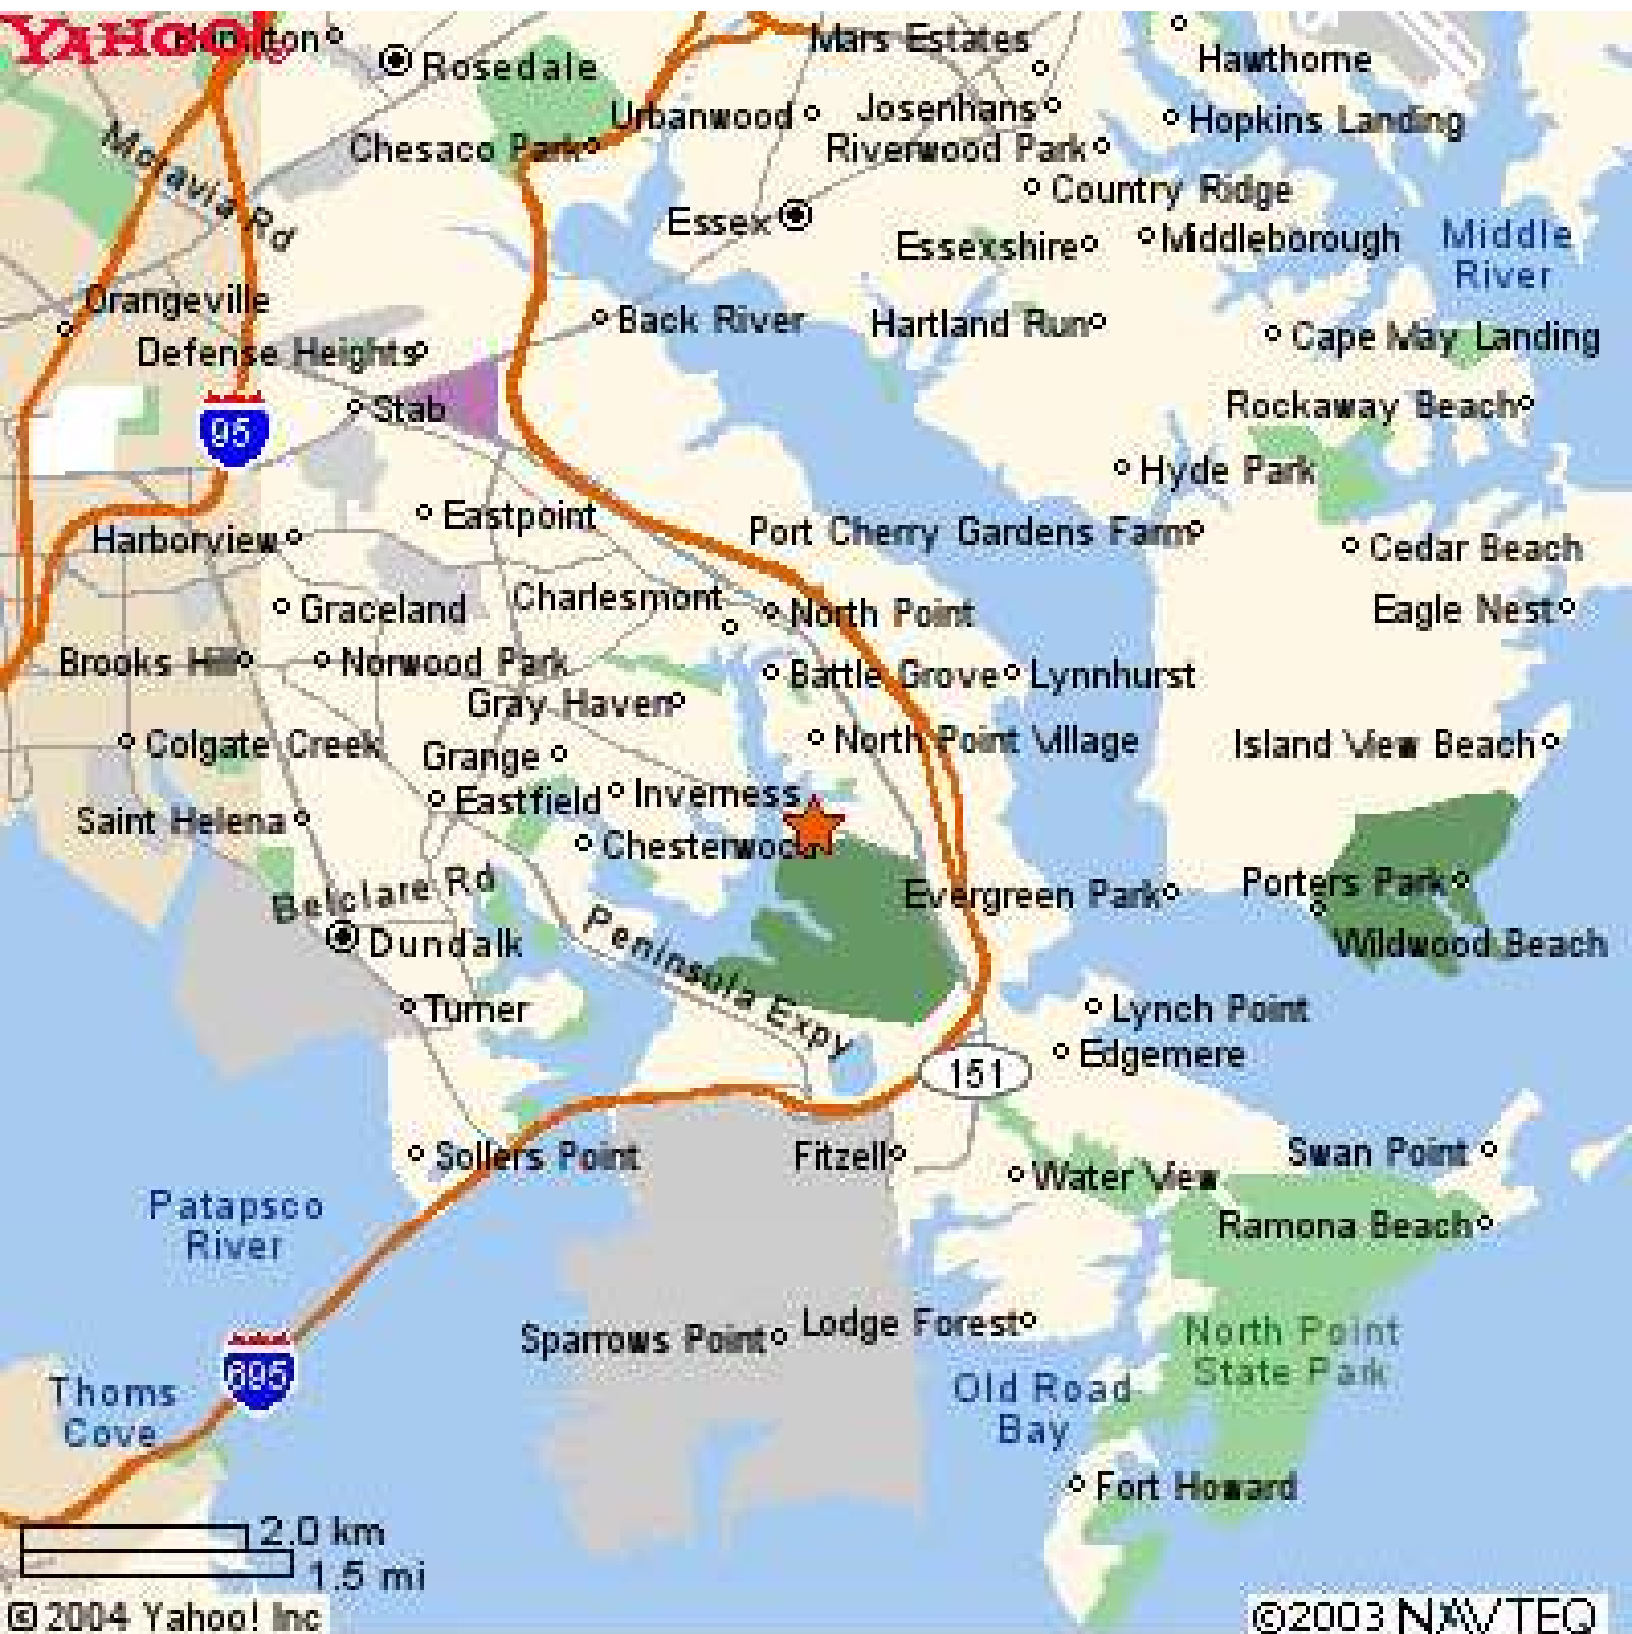 YAHOO!
Mars Estates
Hawthorne
Rosedale
Urbanwood
Josenhans
Hopkins Landing
Chesaco Park
Riverwood Park
Moravia Rd
Country Ridge
Essex
Essexshire
Middleborough
Middle
River
Orangeville
Back River
Hartland Run
Cape May Landing
Defense Heights
Stab
Rockaway Beach
95
Hyde Park
Eastpoint
Harborview
Port Cherry Gardens Farm
Cedar Beach
Graceland
Charlesmont
North Point
Eagle Nest
Brooks Hill
Norwood Park
Battle Grove
Lynnhurst
Gray Haven
Colgate Creek
Grange
North Point Village
Island View Beach
Eastfield
Inverness
Saint Helena
Chesterwood
Belclare Rd
Evergreen Park
Porters Park
Dundalk
Peninsula Expy
Wildwood Beach
Turner
Lynch Point
Edgemere
151
Sollers Point
Fitzell
Water View
Swan Point
Patapsco
River
Ramona Beach
Sparrows Point
Lodge Forest
North Point
State Park
695
Thoms
Cove
Old Road
Bay
Fort Howard
2.0 km
1.5 mi
©2004 Yahoo! Inc
©2003 NAVTEQ